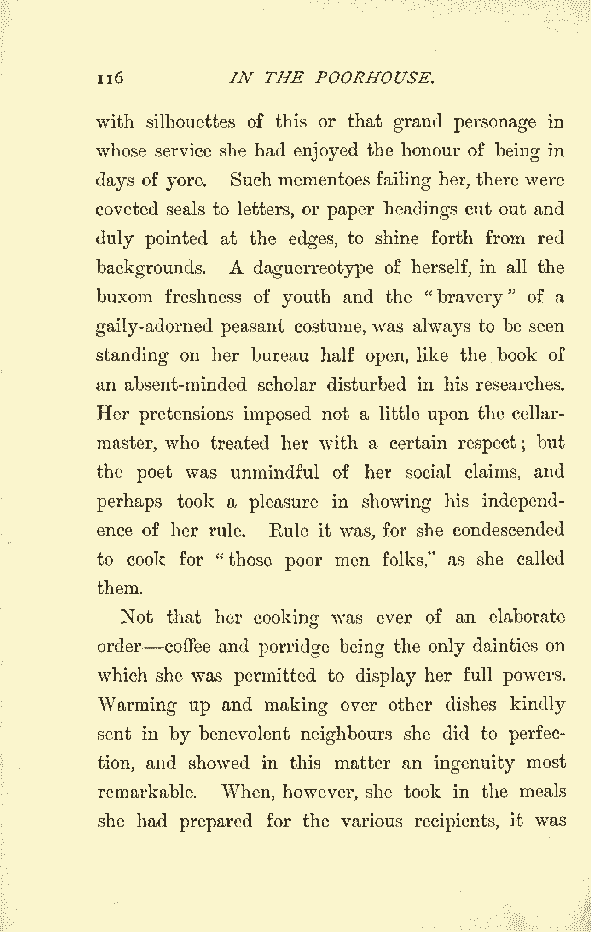 116 IN THE POORHOUSE.
with silhouettes of this or that grand personage in
whose service she had enjoyed the honour of being in
days of yore. Such mementoes failing her, there were
coveted seals to letters, or paper headings cut out and
duly pointed at the edges, to shine forth from red
backgrounds. A daguerreotype of herself, in all the
buxom freshness of youth and the “bravery” of a
gaily-adorned peasant costume, was always to be seen
standing on her bureau half open, like the book of
an absent-minded scholar disturbed in his researches.
Her pretensions imposed not a little upon the cellar-
master, who treated her with a certain respect; but
the poet was unmindful of her social claims, and
perhaps took a pleasure in showing his independ-
ence of her rule. Rule it was, for she condescended
to cook for “those poor men folks,” as she called
them.
Not that her cooking was ever of an elaborate
order—coffee and porridge being the only dainties on
which she was permitted to display her full powers.
Warming up and making over other dishes kindly
sent in by benevolent neighbours she did to perfec-
tion, and showed in this matter an ingenuity most
remarkable. When, however, she took in the meals
she had prepared for the various recipients, it was